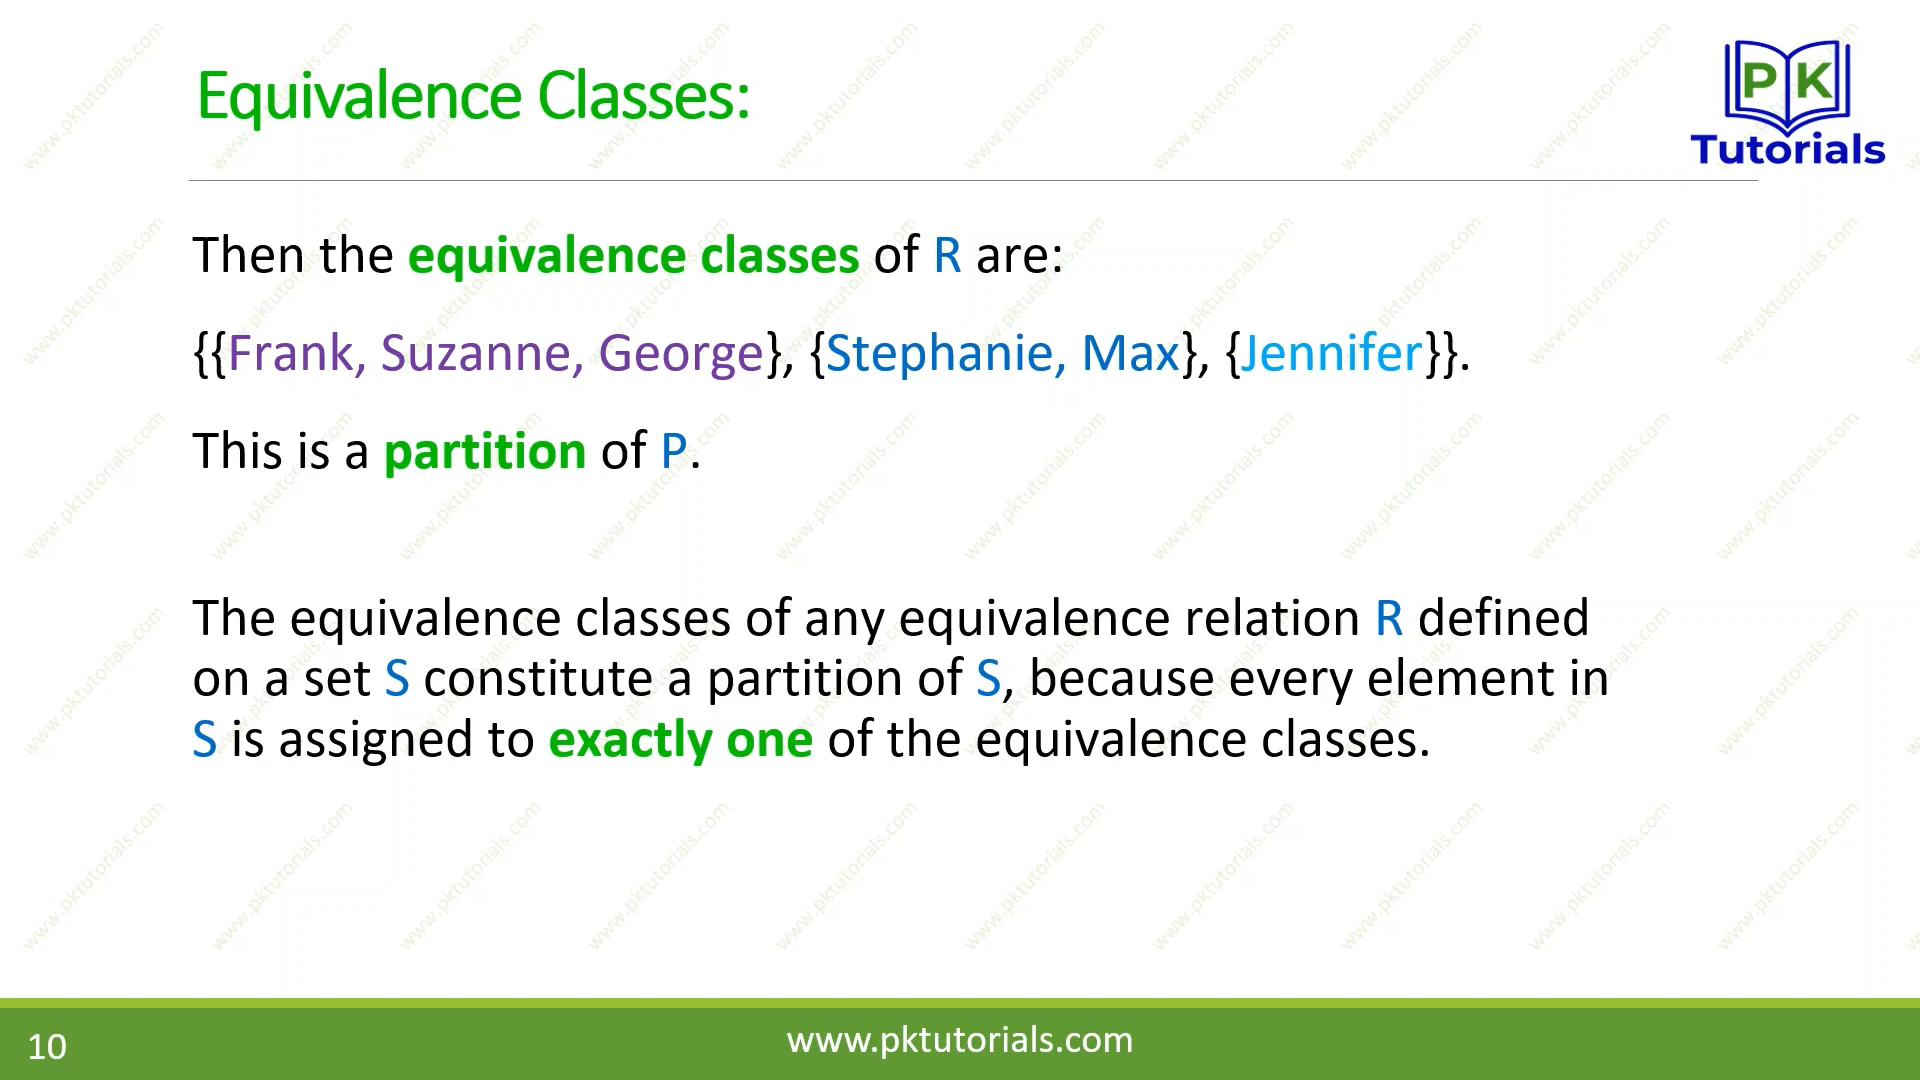 Equivalence Classes:
PK
Tutorials
Then the equivalence classes of R are:
{{Frank, Suzanne, George}, {Stephanie, Max}, {Jennifer}}.
This is a partition of P.
The equivalence classes of any equivalence relation R defined
on a set S constitute a partition of S, because every element in
S is assigned to exactly one of the equivalence classes.
10
www.pktutorials.com